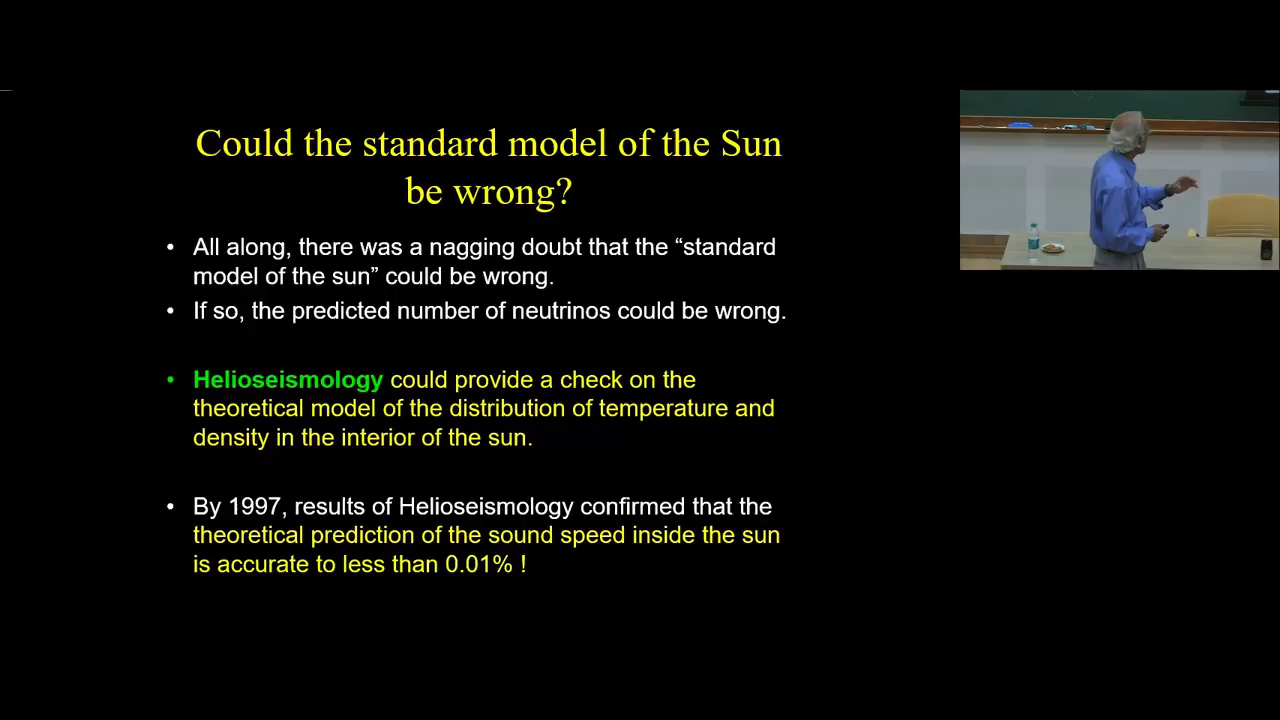 Could the standard model of the Sun
be wrong?
• All along, there was a nagging doubt that the “standard
model of the sun” could be wrong.
• If so, the predicted number of neutrinos could be wrong.
• Helioseismology could provide a check on the
theoretical model of the distribution of temperature and
density in the interior of the sun.
• By 1997, results of Helioseismology confirmed that the
theoretical prediction of the sound speed inside the sun
is accurate to less than 0.01% !